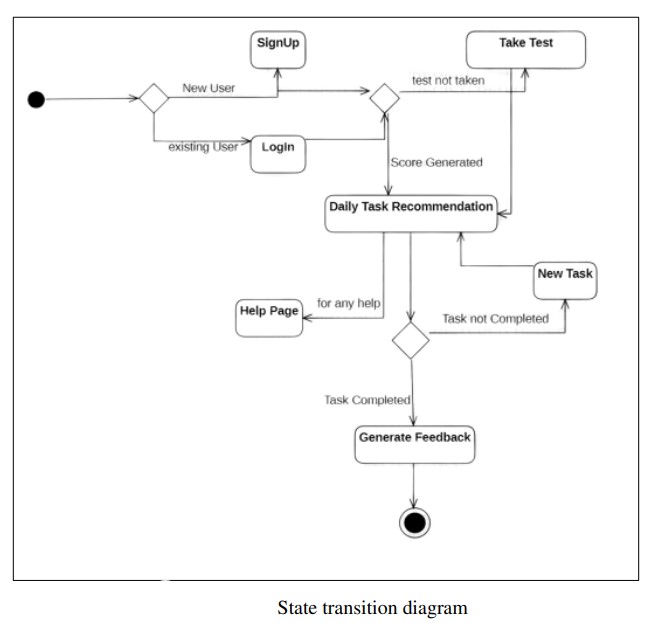 SignUp
Take Test
New User
test not taken
existing User
LogIn
Score Generated
Daily Task Recommendation
New Task
Help Page
for any help
Task not Completed
Task Completed
Generate Feedback
State transition diagram